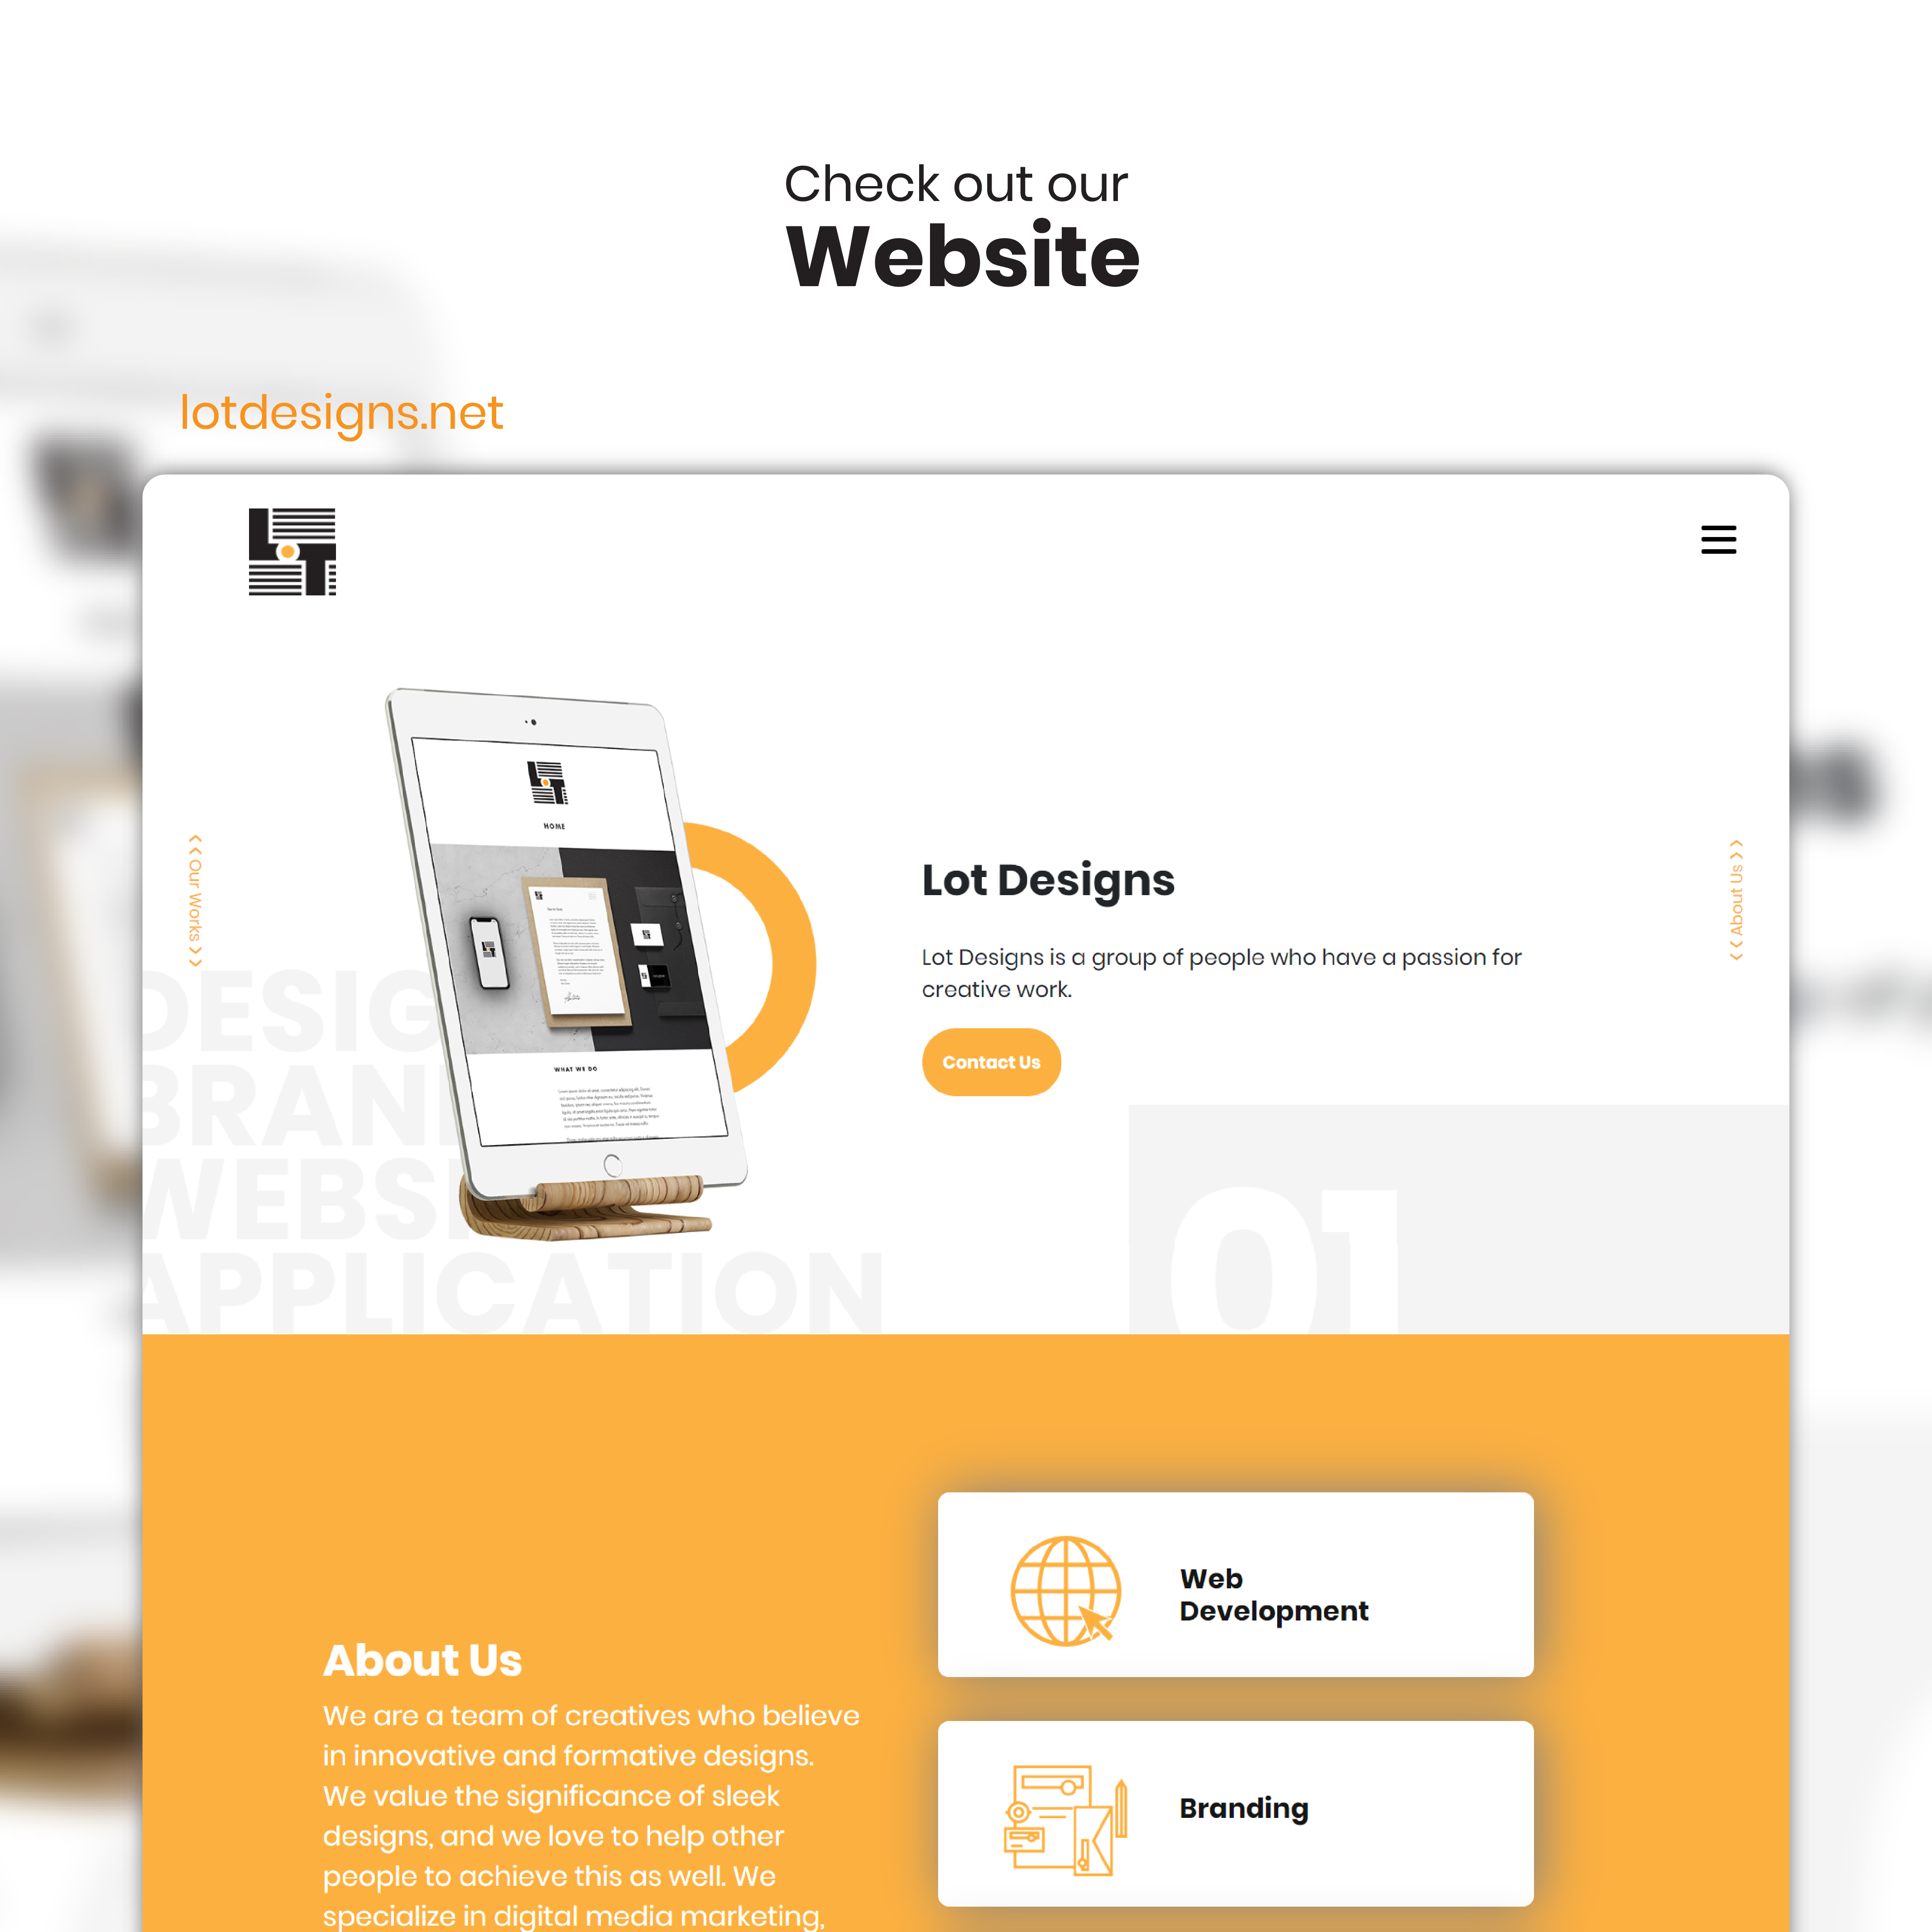 Check out our
Website
lotdesigns.net
LOT
HOME
WHAT WE DO
Our Works
About Us
Lot Designs
Lot Designs is a group of people who have a passion for
creative work.
Contact Us
DESIG
BRAN
WEBS
APPLICATION
01
About Us
We are a team of creatives who believe
in innovative and formative designs.
We value the significance of sleek
designs, and we love to help other
people to achieve this as well. We
specialize in digital media marketing,
Web
Development
Branding